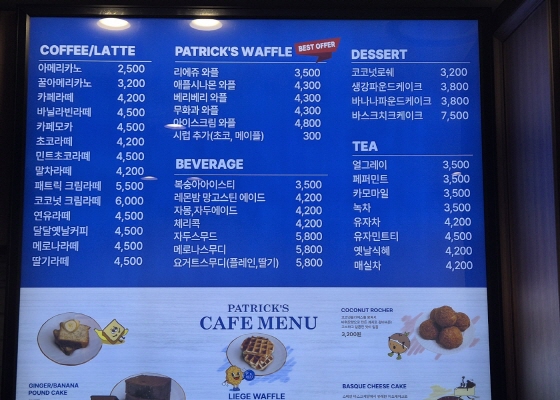 COFFEE/LATTE
아메리카노 2,500
꿀아메리카노 3,200
카페라떼 4,200
바닐라빈라떼 4,500
카페모카 4,500
초코라떼 4,200
민트초코라떼 4,500
말차라떼 4,200
패트릭 크림라떼 5,500
코코넛 크림라떼 6,000
연유라떼 4,500
달달옛날커피 4,500
메로나라떼 4,500
딸기라떼 4,500
PATRICK'S WAFFLE BEST OFFER
리에쥬 와플 3,500
애플시나몬 와플 4,300
베리베리 와플 4,300
무화과 와플 4,300
아이스크림 와플 4,800
시럽 추가(초코, 메이플) 300
BEVERAGE
복숭아아이스티 3,500
레몬밤 망고스틴 에이드 4,200
자몽,자두에이드 4,200
체리콕 4,200
자두스무드 5,800
메로나스무디 5,800
요거트스무디(플레인,딸기) 5,800
DESSERT
코코넛로쉐 3,200
생강파운드케이크 3,800
바나나파운드케이크 3,800
바스크치크케이크 7,500
TEA
얼그레이 3,500
페퍼민트 3,500
카모마일 3,500
녹차 3,500
유자차 4,200
유자민트티 4,500
옛날식혜 4,200
매실차 4,200
PATRICK'S
CAFE MENU
COCONUT ROCHER
3,200원
GINGER/BANANA
POUND CAKE
LIEGE WAFFLE
BASQUE CHEESE CAKE